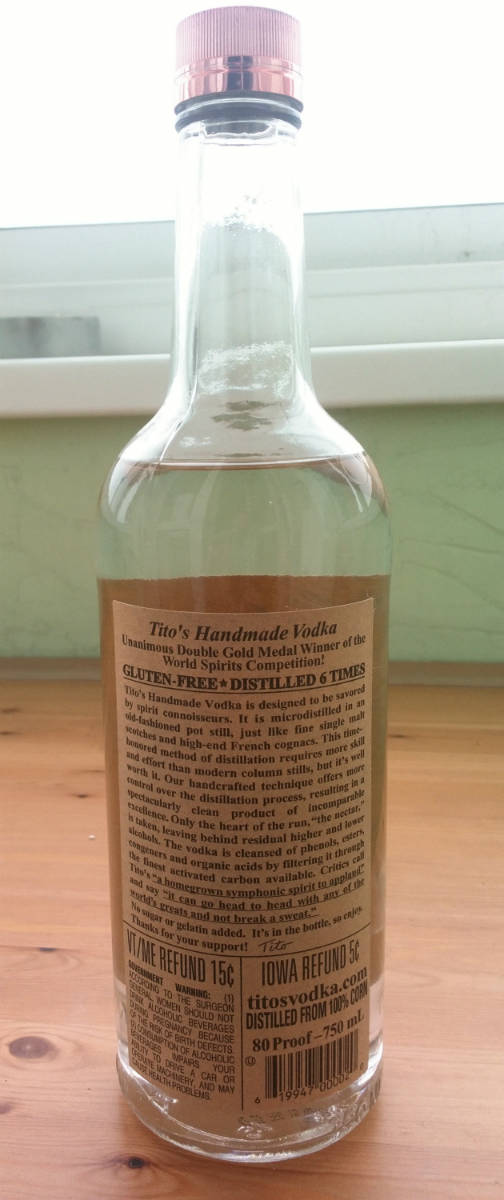 Tito's Handmade Vodka
Unanimous Double Gold Medal Winner of the
World Spirits Competition!
GLUTEN-FREE★DISTILLED 6 TIMES
Tito's Handmade Vodka is designed to be savored
by spirit connoisseurs. It is microdistilled in an
old-fashioned pot still, just like fine single malt
scotches and high-end French cognacs. This time-
honored method of distillation requires more skill
and effort than modern column stills, but it's well
worth it. Our handcrafted technique offers more
control over the distillation process, resulting in a
spectacularly clean product of incomparable
excellence. Only the heart of the run, "the nectar,"
is taken, leaving behind residual higher and lower
alcohols. The vodka is cleansed of phenols, esters,
congeners and organic acids by filtering it through
the finest activated carbon available. Critics call
Tito's "a homegrown symphonic spirit to applaud"
and say "it can go head to head with any of the
world's greats and not break a sweat."
No sugar or gelatin added. It's in the bottle, so enjoy.
Thanks for your support! Tito
VT/ME REFUND 15¢
GOVERNMENT WARNING: (1)
ACCORDING TO THE SURGEON
GENERAL, WOMEN SHOULD NOT
DRINK ALCOHOLIC BEVERAGES
DURING PREGNANCY BECAUSE
OF THE RISK OF BIRTH DEFECTS.
(2) CONSUMPTION OF ALCOHOLIC
BEVERAGES IMPAIRS YOUR
ABILITY TO DRIVE A CAR OR
OPERATE MACHINERY, AND MAY
CAUSE HEALTH PROBLEMS.
IOWA REFUND 5¢
titosvodka.com
DISTILLED FROM 100% CORN
80 Proof – 750 mL
U
6 19947 00002